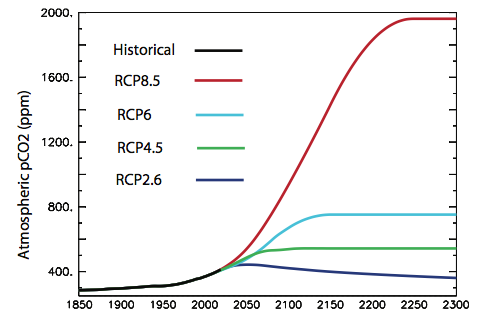 2000.
1600.
1200.
800.
400.
Atmospheric pCO2 (ppm)
Historical
RCP8.5
RCP6
RCP4.5
RCP2.6
1850 1900 1950 2000 2050 2100 2150 2200 2250 2300